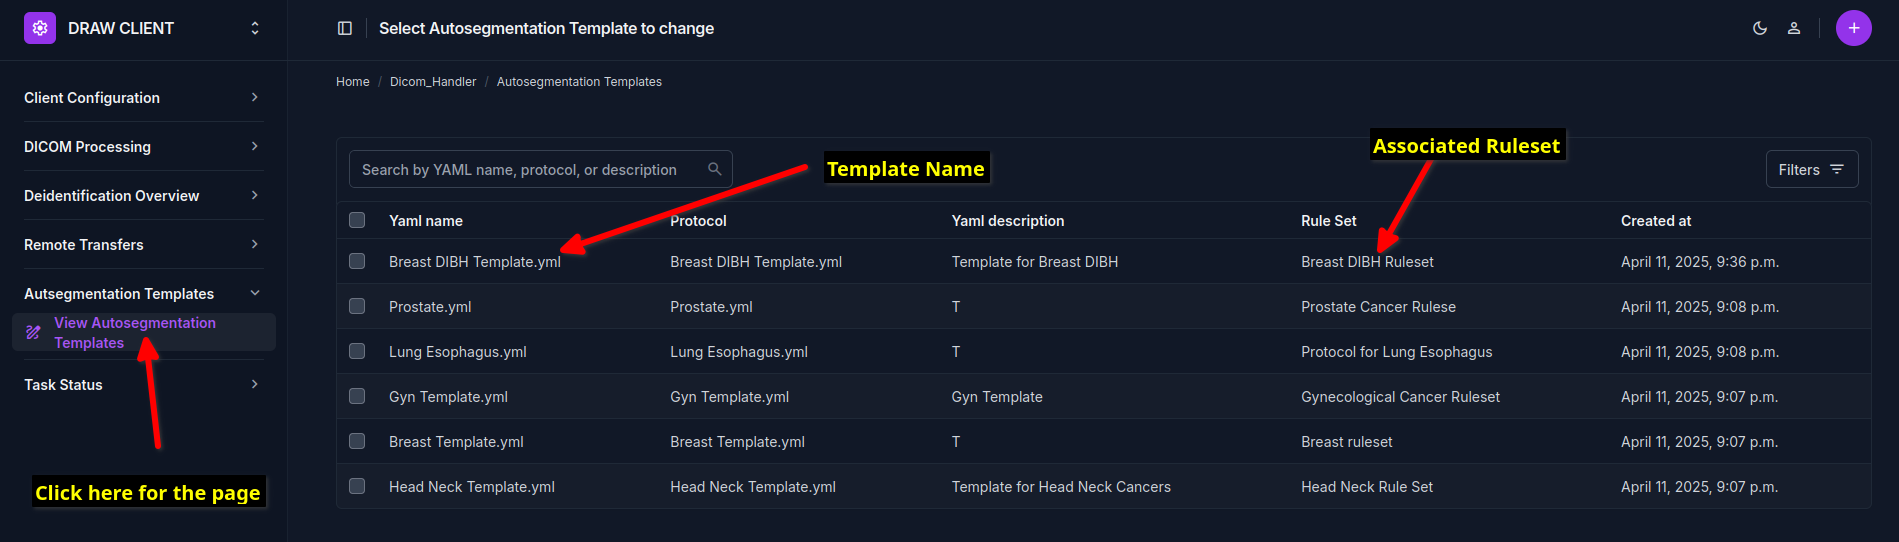 DRAW CLIENT
Select Autosegmentation Template to change
Home / Dicom_Handler / Autosegmentation Templates
Client Configuration
DICOM Processing
Deidentification Overview
Remote Transfers
Autsegmentation Templates
View Autosegmentation
Templates
Task Status
Click here for the page
Template Name
Associated Ruleset
Search by YAML name, protocol, or description
Filters
Yaml name Protocol Yaml description Rule Set Created at
Breast DIBH Template.yml Breast DIBH Template.yml Template for Breast DIBH Breast DIBH Ruleset April 11, 2025, 9:36 p.m.
Prostate.yml Prostate.yml T Prostate Cancer Rulese April 11, 2025, 9:08 p.m.
Lung Esophagus.yml Lung Esophagus.yml T Protocol for Lung Esophagus April 11, 2025, 9:08 p.m.
Gyn Template.yml Gyn Template.yml Gyn Template Gynecological Cancer Ruleset April 11, 2025, 9:07 p.m.
Breast Template.yml Breast Template.yml T Breast ruleset April 11, 2025, 9:07 p.m.
Head Neck Template.yml Head Neck Template.yml Template for Head Neck Cancers Head Neck Rule Set April 11, 2025, 9:07 p.m.